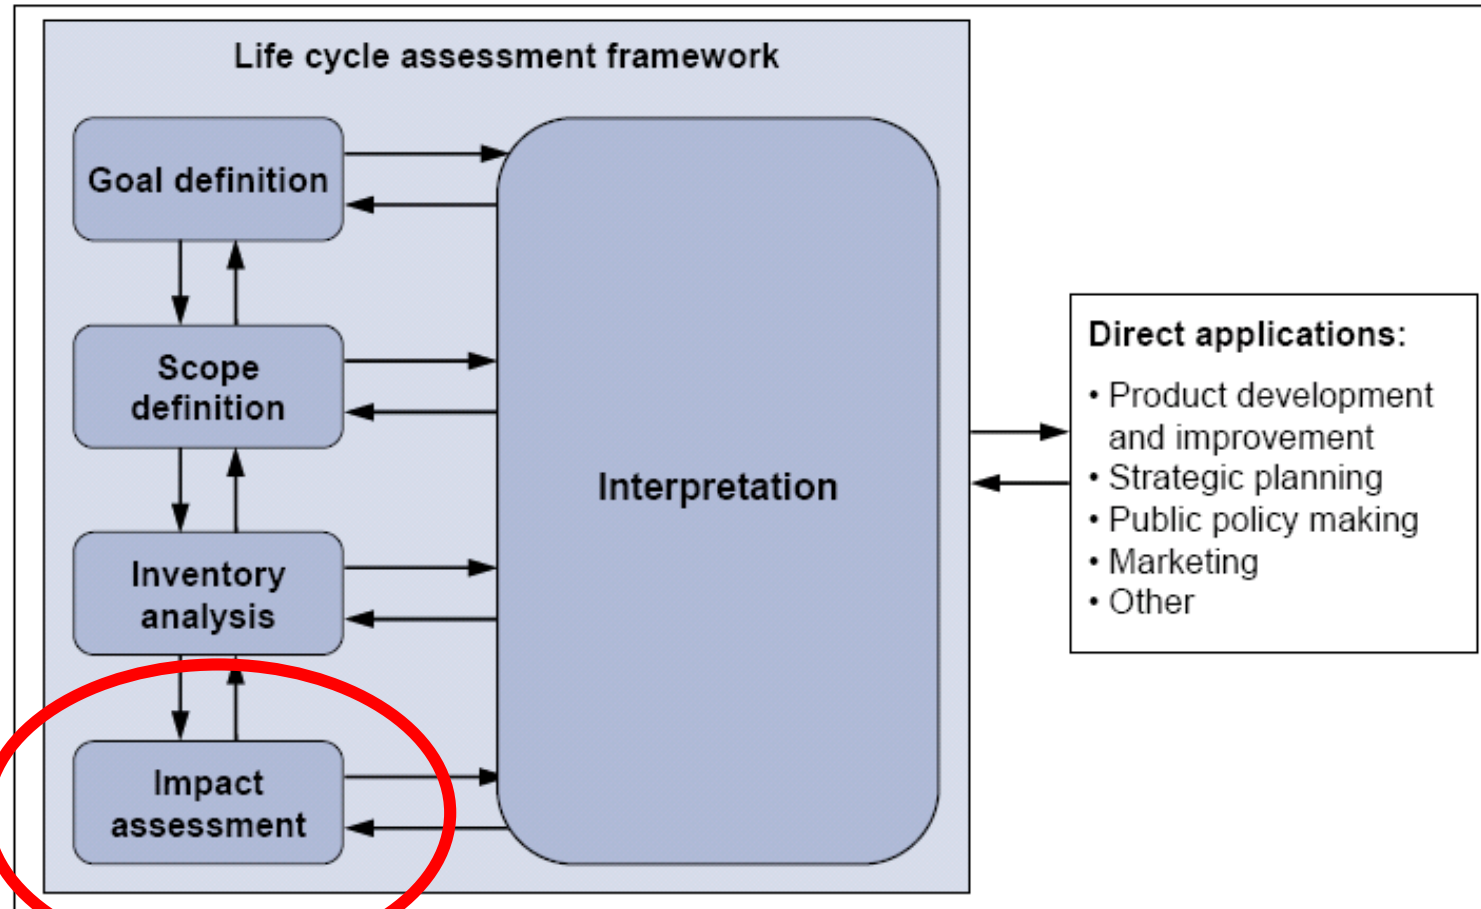 Life cycle assessment framework
Goal definition
Scope
definition
Inventory
analysis
Impact
assessment
Interpretation
Direct applications:
• Product development
and improvement
• Strategic planning
• Public policy making
• Marketing
• Other